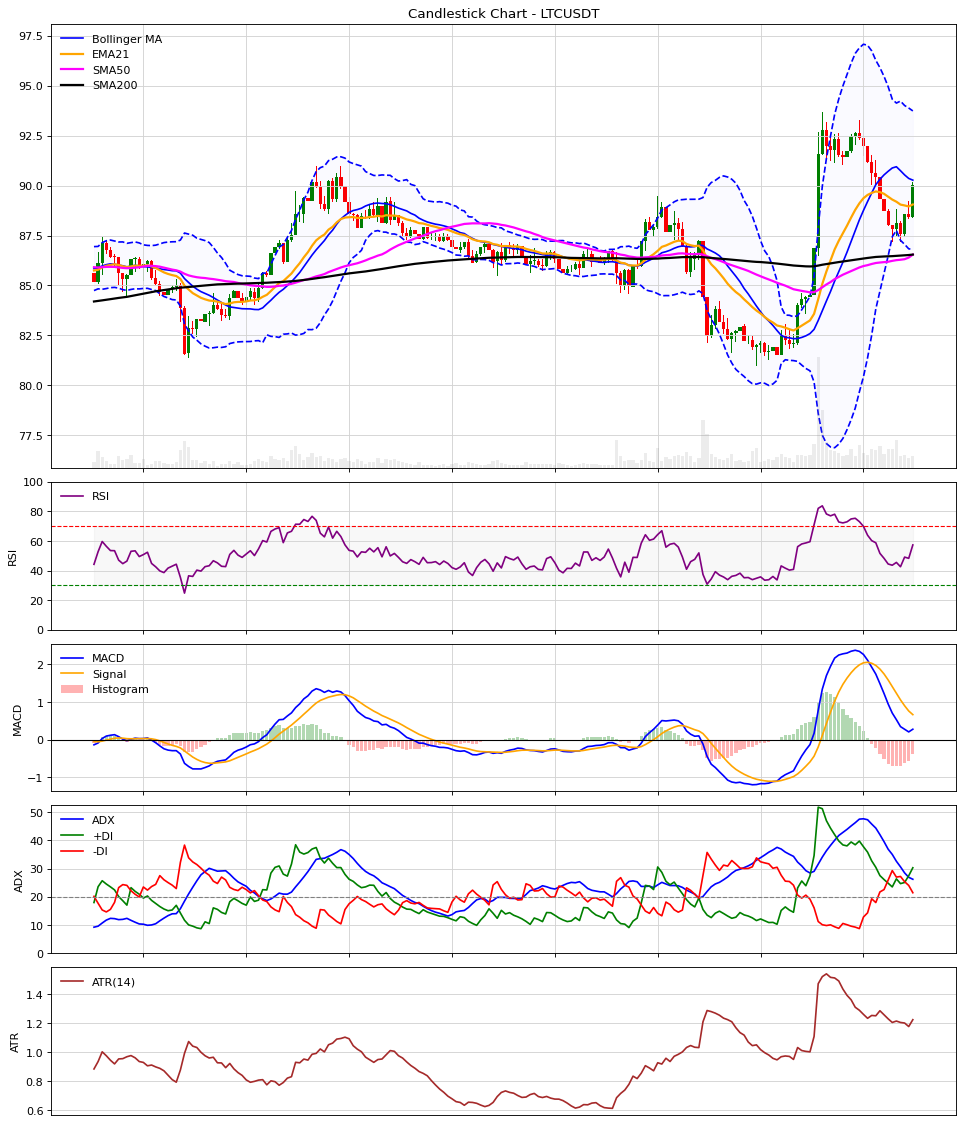 Candlestick Chart - LTCUSDT
Bollinger MA
EMA21
SMA50
SMA200
97.5
95.0
92.5
90.0
87.5
85.0
82.5
80.0
77.5
RSI
RSI
100
80
60
40
20
0
MACD
Signal
Histogram
MACD
2
1
0
−1
ADX
+DI
-DI
ADX
50
40
30
20
10
0
ATR(14)
ATR
1.4
1.2
1.0
0.8
0.6